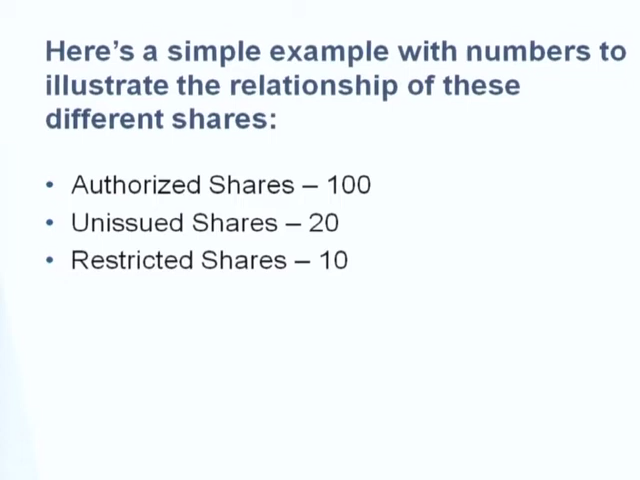 Here’s a simple example with numbers to
illustrate the relationship of these
different shares:
• Authorized Shares – 100
• Unissued Shares – 20
• Restricted Shares – 10